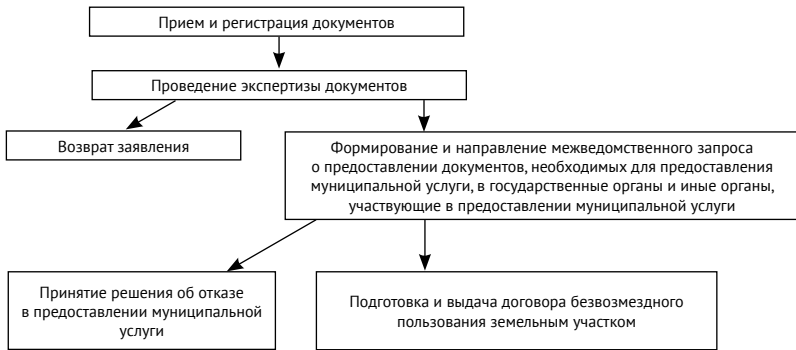 Прием и регистрация документов
Проведение экспертизы документов
Возврат заявления
Формирование и направление межведомственного запроса
о предоставлении документов, необходимых для предоставления
муниципальной услуги, в государственные органы и иные органы,
участвующие в предоставлении муниципальной услуги
Принятие решения об отказе
в предоставлении муниципальной
услуги
Подготовка и выдача договора безвозмездного
пользования земельным участком